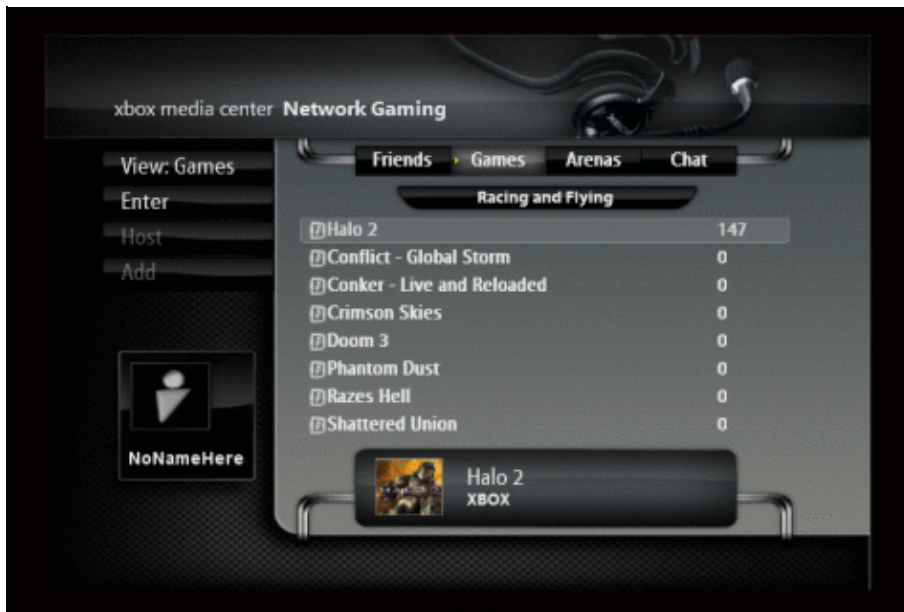 xbox media center Network Gaming
View: Games
Enter
Host
Add
NoNameHere
Friends Games Arenas Chat
Racing and Flying
Halo 2 147
Conflict - Global Storm 0
Conker - Live and Reloaded 0
Crimson Skies 0
Doom 3 0
Phantom Dust 0
Razes Hell 0
Shattered Union 0
Halo 2
XBOX